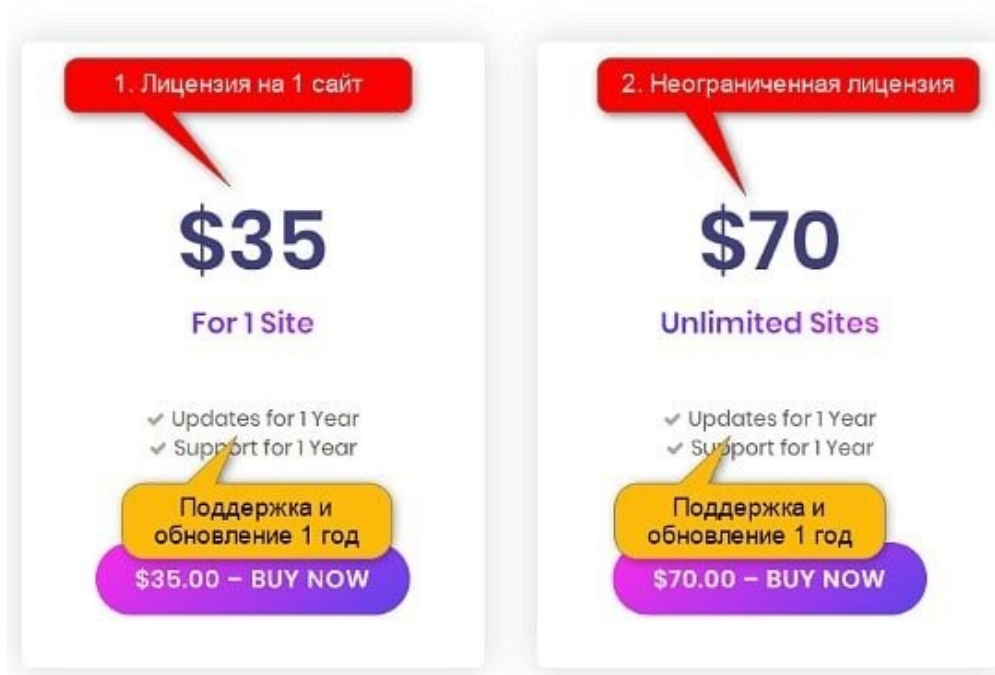 1. Лицензия на 1 сайт
$35
For 1 Site
Updates for 1 Year
Support for 1 Year
Поддержка и
обновление 1 год
$35.00 – BUY NOW
2. Неограниченная лицензия
$70
Unlimited Sites
Updates for 1 Year
Support for 1 Year
Поддержка и
обновление 1 год
$70.00 – BUY NOW